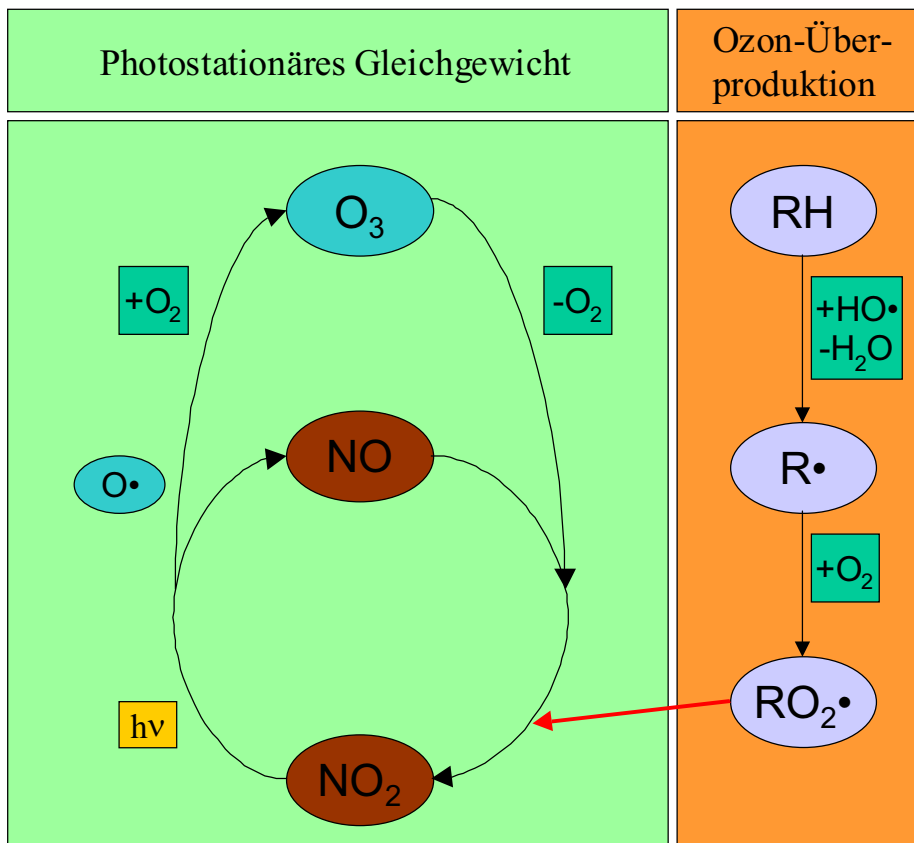 Photostationäres Gleichgewicht
Ozon-Über-
produktion
O₃
+O₂
-O₂
NO
O•
hν
NO₂
RH
+HO•
-H₂O
R•
+O₂
RO₂•